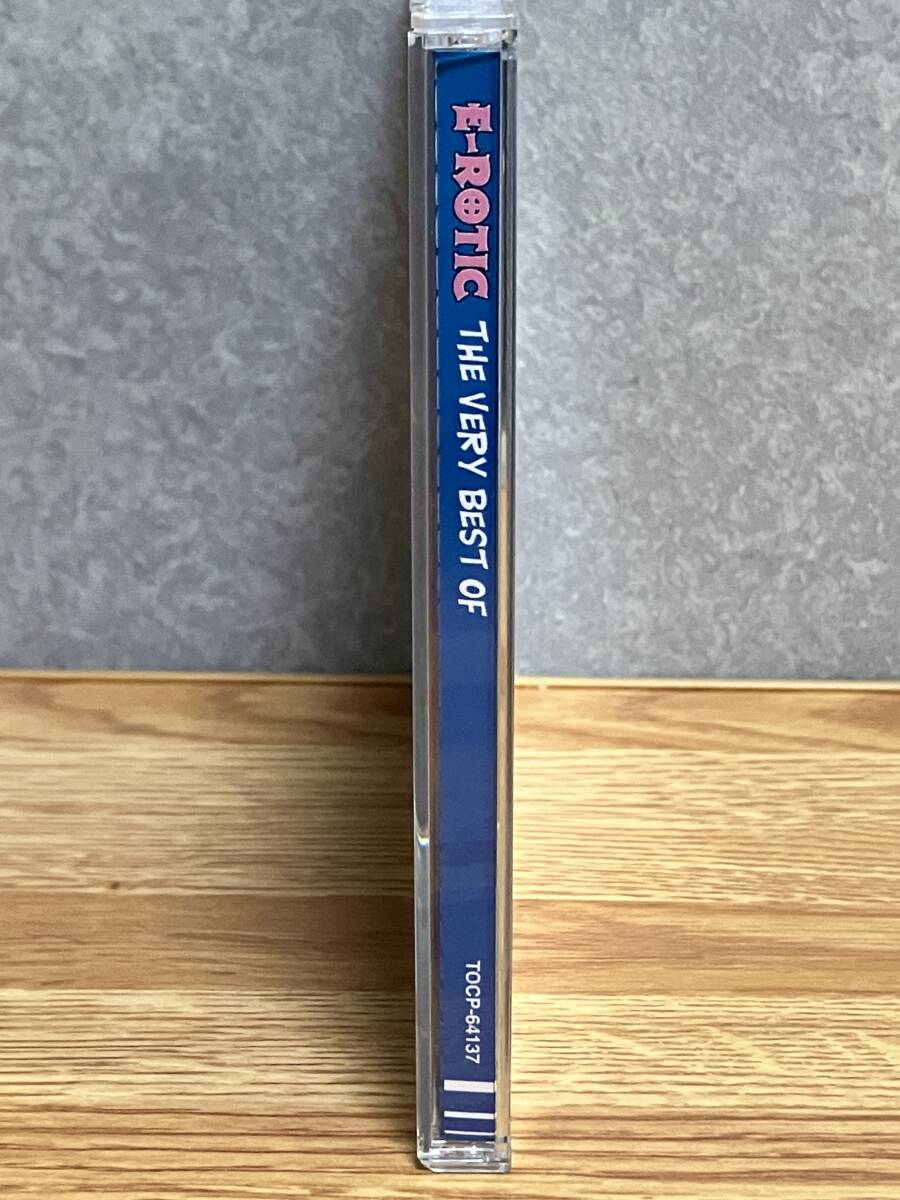 E-ROTIC THE VERY BEST OF
TOCP-64137